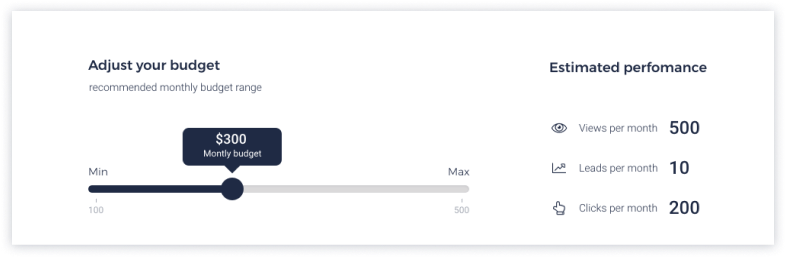 Adjust your budget
recommended monthly budget range
$300
Montly budget
Min
Max
100
500
Estimated perfomance
Views per month 500
Leads per month 10
Clicks per month 200